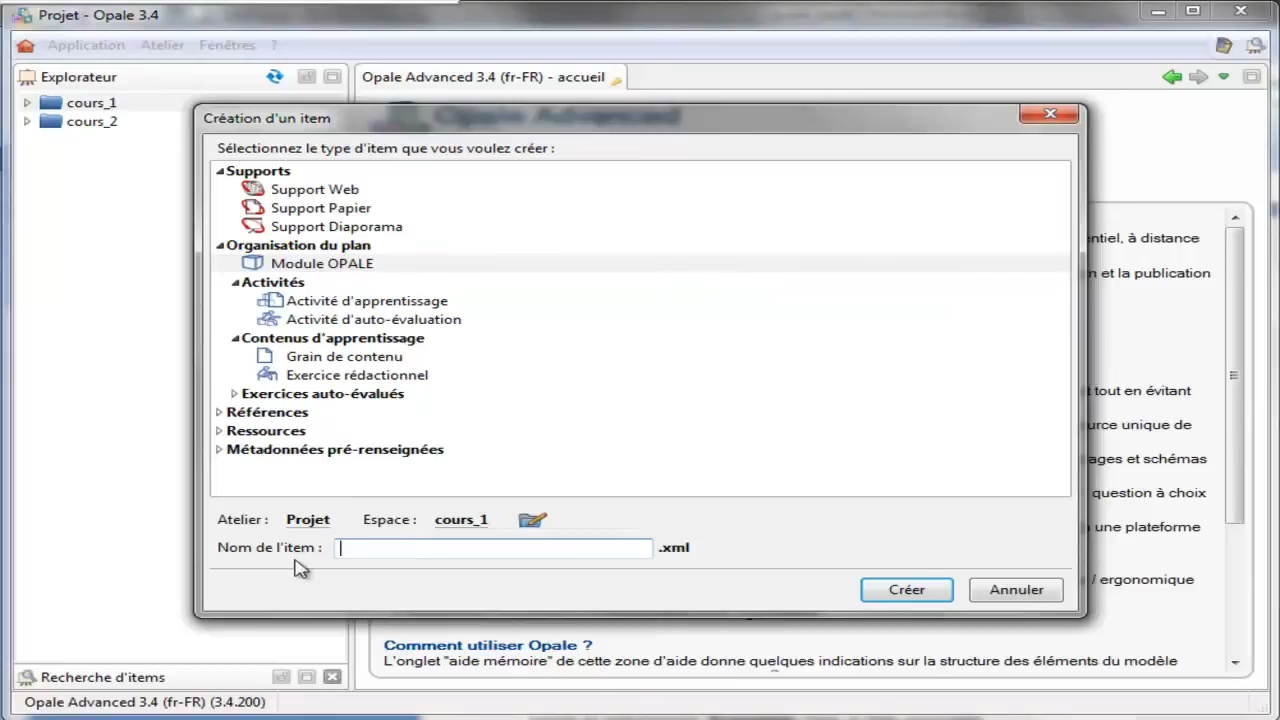 Projet - Opale 3.4
Application Atelier Fenêtres ?
Explorateur
Opale Advanced 3.4 (fr-FR) - accueil
cours_1
cours_2
Opale Advanced
Création d'un item
Sélectionnez le type d'item que vous voulez créer :
Supports
Support Web
Support Papier
Support Diaporama
Organisation du plan
Module OPALE
Activités
Activité d'apprentissage
Activité d'auto-évaluation
Contenus d'apprentissage
Grain de contenu
Exercice rédactionnel
Exercices auto-évalués
Références
Ressources
Métadonnées pré-renseignées
Atelier : Projet Espace : cours_1
Nom de l'item : .xml
Créer Annuler
ntiel, à distance
n et la publication
t tout en évitant
urce unique de
ages et schémas
question à choix
à une plateforme
/ ergonomique
Comment utiliser Opale ?
L'onglet "aide mémoire" de cette zone d'aide donne quelques indications sur la structure des éléments du modèle
Recherche d'items
Opale Advanced 3.4 (fr-FR) (3.4.200)